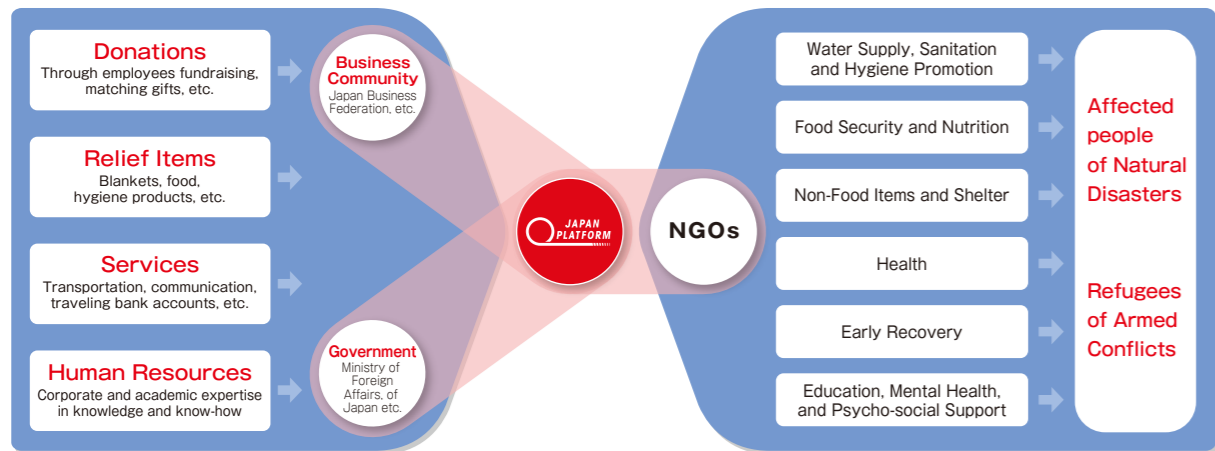 Donations
Through employees fundraising,
matching gifts, etc.
Relief Items
Blankets, food,
hygiene products, etc.
Services
Transportation, communication,
traveling bank accounts, etc.
Human Resources
Corporate and academic expertise
in knowledge and know-how
Business
Community
Japan Business
Federation, etc.
Government
Ministry of
Foreign
Affairs, of
Japan etc.
JAPAN
PLATFORM
NGOs
Water Supply, Sanitation
and Hygiene Promotion
Food Security and Nutrition
Non-Food Items and Shelter
Health
Early Recovery
Education, Mental Health,
and Psycho-social Support
Affected
people
of Natural
Disasters
Refugees
of Armed
Conflicts